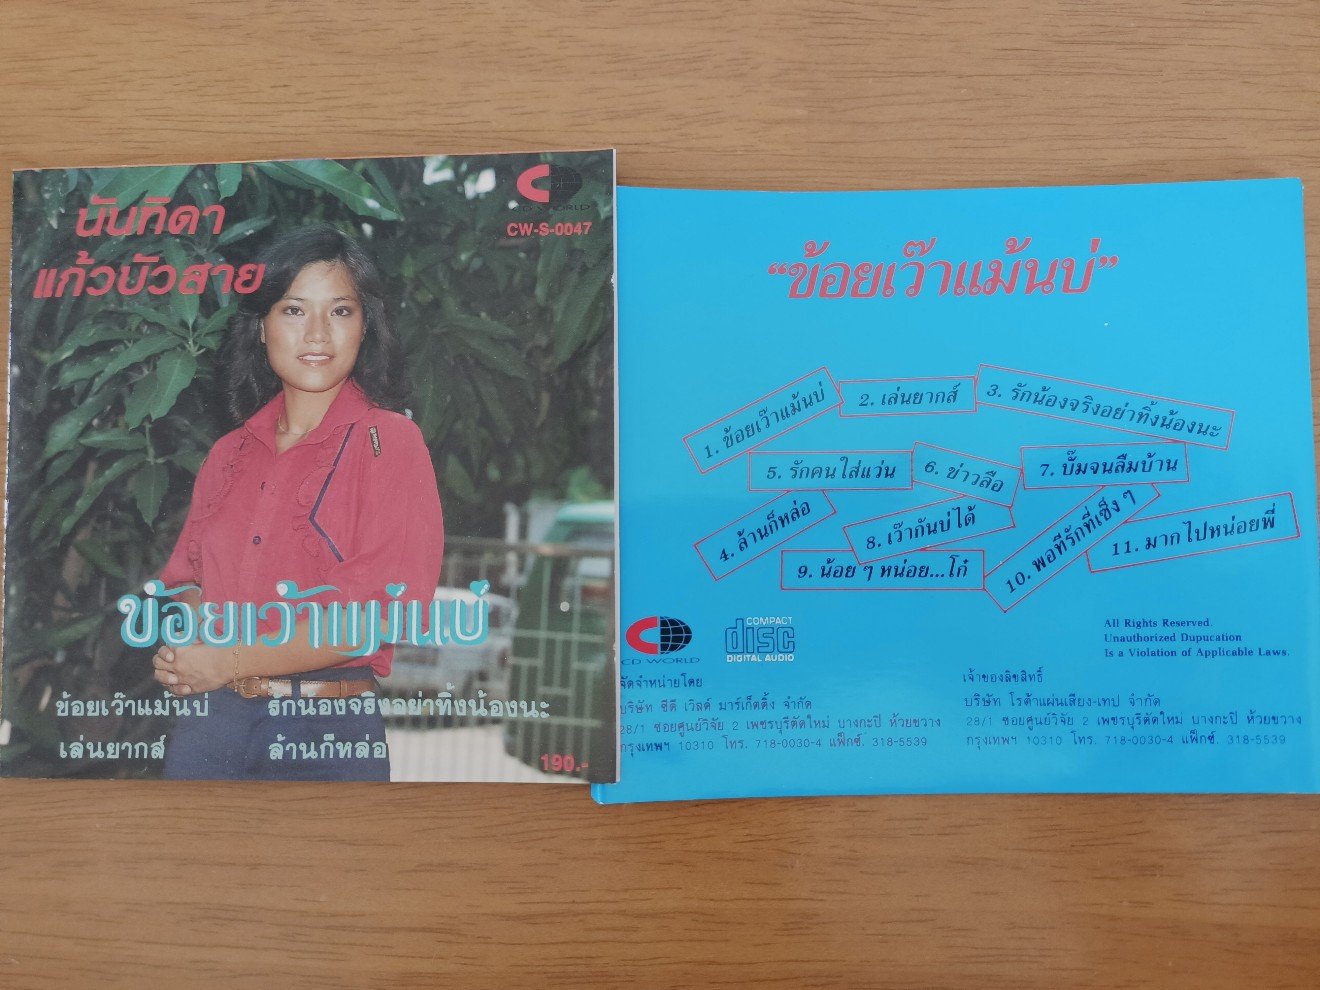 นันทิดา
แก้วบัวสาย
CD WORLD
CW-S-0047
ข้อยเว้าแม่นบ่
ข้อยเว๊าแม้นบ่
รักน้องจริงอย่าทิ้งน้องนะ
เล่นยากส์
ล้านก็หล่อ
190.-
“ข้อยเว๊าแม้นบ่”
1. ข้อยเว๊าแม้นบ่
2. เล่นยากส์
3. รักน้องจริงอย่าทิ้งน้องนะ
4. ล้านก็หล่อ
5. รักคนใส่แว่น
6. ข่าวลือ
7. บั๊มจนลืมบ้าน
8. เว๊ากันบ่ได้
9. น้อย ๆ หน่อย...โก๋
10. พอทีรักที่เซ็ง ๆ
11. มากไปหน่อยพี่
CD WORLD
COMPACT
disc
DIGITAL AUDIO
All Rights Reserved.
Unauthorized Dupucation
Is a Violation of Applicable Laws.
จัดจำหน่ายโดย
บริษัท ซีดี เวิลด์ มาร์เก็ตติ้ง จำกัด
28/1 ซอยศูนย์วิจัย 2 เพชรบุรีตัดใหม่ บางกะปิ ห้วยขวาง
กรุงเทพฯ 10310 โทร. 718-0030-4 แฟ็กซ์. 318-5539
เจ้าของลิขสิทธิ์
บริษัท โรต้าแผ่นเสียง-เทป จำกัด
28/1 ซอยศูนย์วิจัย 2 เพชรบุรีตัดใหม่ บางกะปิ ห้วยขวาง
กรุงเทพฯ 10310 โทร. 718-0030-4 แฟ็กซ์. 318-5539